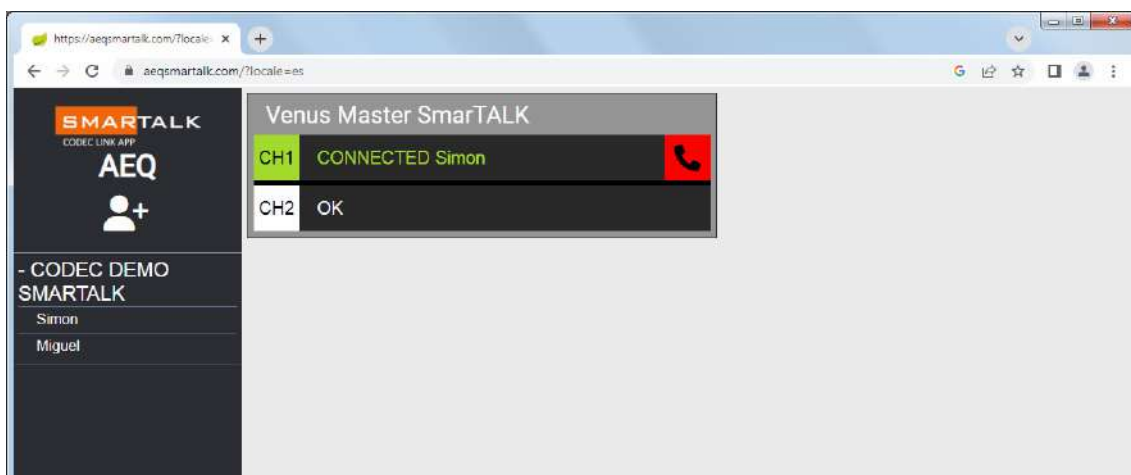 https://aeqsmartalk.com/?locale=
aeqsmartalk.com/?locale=es
SMARTALK
CODEC LINK APP
AEQ
- CODEC DEMO
SMARTALK
Simon
Miguel
Venus Master SmarTALK
CH1 CONNECTED Simon
CH2 OK